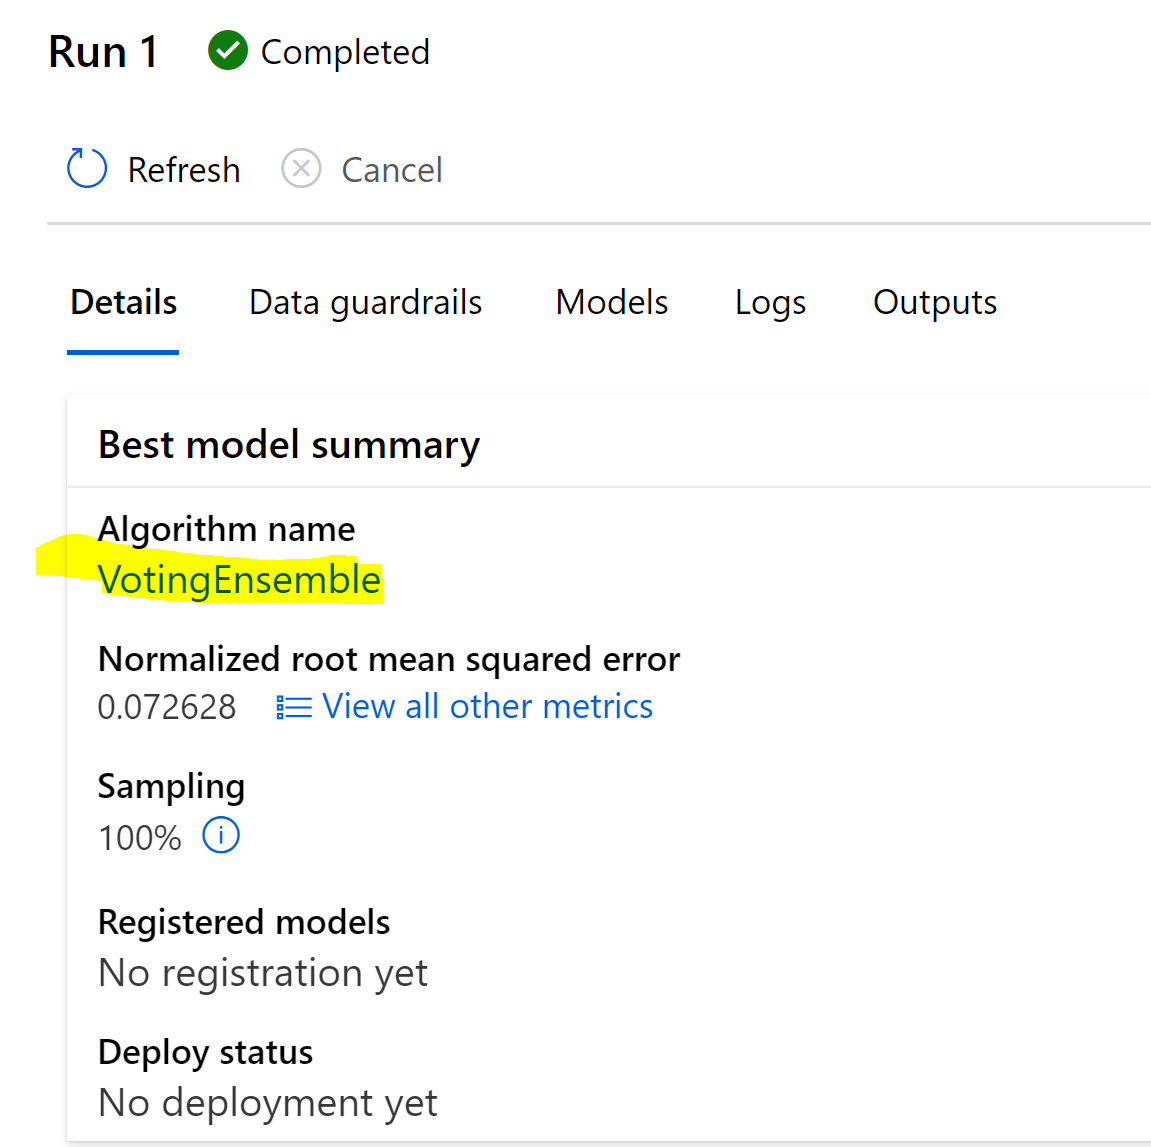 Run 1 Completed
Refresh Cancel
Details Data guardrails Models Logs Outputs
Best model summary
Algorithm name
VotingEnsemble
Normalized root mean squared error
0.072628 View all other metrics
Sampling
100% i
Registered models
No registration yet
Deploy status
No deployment yet